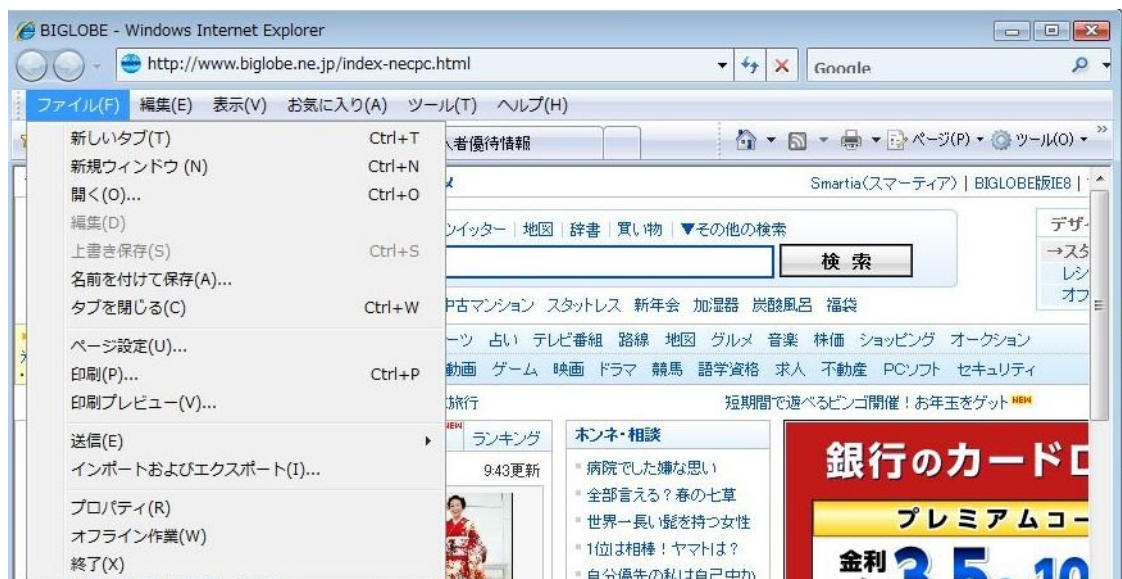 BIGLOBE - Windows Internet Explorer
http://www.biglobe.ne.jp/index-necpc.html
Google
ファイル(F) 編集(E) 表示(V) お気に入り(A) ツール(T) ヘルプ(H)
新しいタブ(T) Ctrl+T
者優待情報
ページ(P) ツール(O) »
新規ウィンドウ (N) Ctrl+N
Smartia(スマーティア) | BIGLOBE版IE8 |
開く(O)... Ctrl+O
編集(D)
ツイッター | 地図 | 辞書 | 買い物 | ▼その他の検索
上書き保存(S) Ctrl+S
検索
名前を付けて保存(A)...
タブを閉じる(C) Ctrl+W
中古マンション スタットレス 新年会 加湿器 炭酸風呂 福袋
デザ
→スタ
レシ
オフ
ーツ 占い テレビ番組 路線 地図 グルメ 音楽 株価 ショッピング オークション
ページ設定(U)...
動画 ゲーム 映画 ドラマ 競馬 語学資格 求人 不動産 PCソフト セキュリティ
印刷(P)... Ctrl+P
印刷プレビュー(V)...
旅行 短期間で遊べるビンゴ開催！お年玉をゲット NEW
送信(E)
NEW ランキング
ホンネ・相談
インポートおよびエクスポート(I)...
9:43更新
病院でした嫌な思い
全部言える？春の七草
世界一長い髪を持つ女性
1位は相棒！ヤマトは？
自分優先の私は自己中か
プロパティ(R)
オフライン作業(W)
終了(X)
銀行のカードロ
プレミアムコー
金利 3.5 10